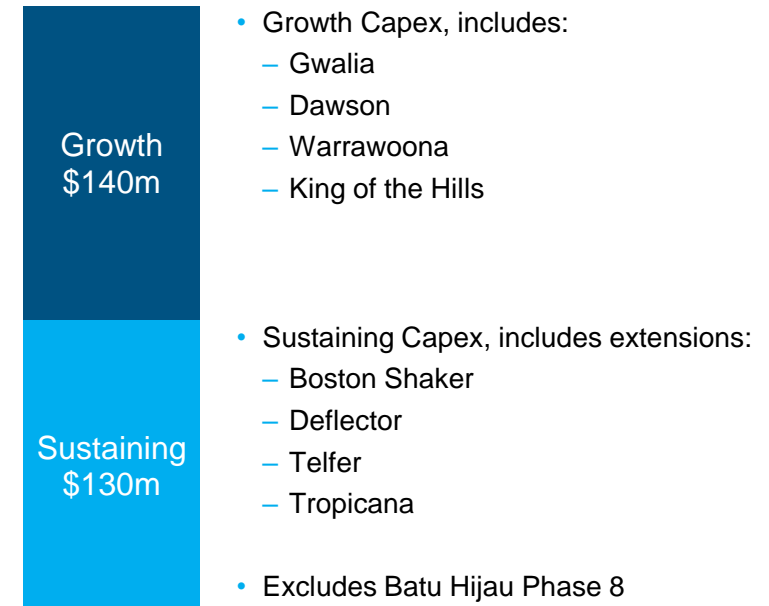 Growth
$140m
• Growth Capex, includes:
– Gwalia
– Dawson
– Warrawoona
– King of the Hills
Sustaining
$130m
• Sustaining Capex, includes extensions:
– Boston Shaker
– Deflector
– Telfer
– Tropicana
• Excludes Batu Hijau Phase 8